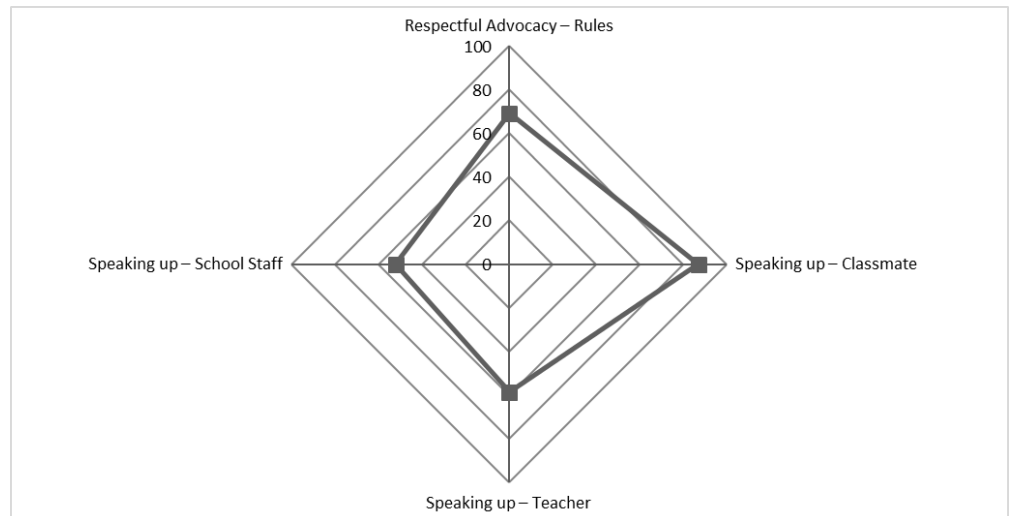 Respectful Advocacy – Rules
100
80
60
40
20
0
Speaking up – School Staff
Speaking up – Classmate
Speaking up – Teacher